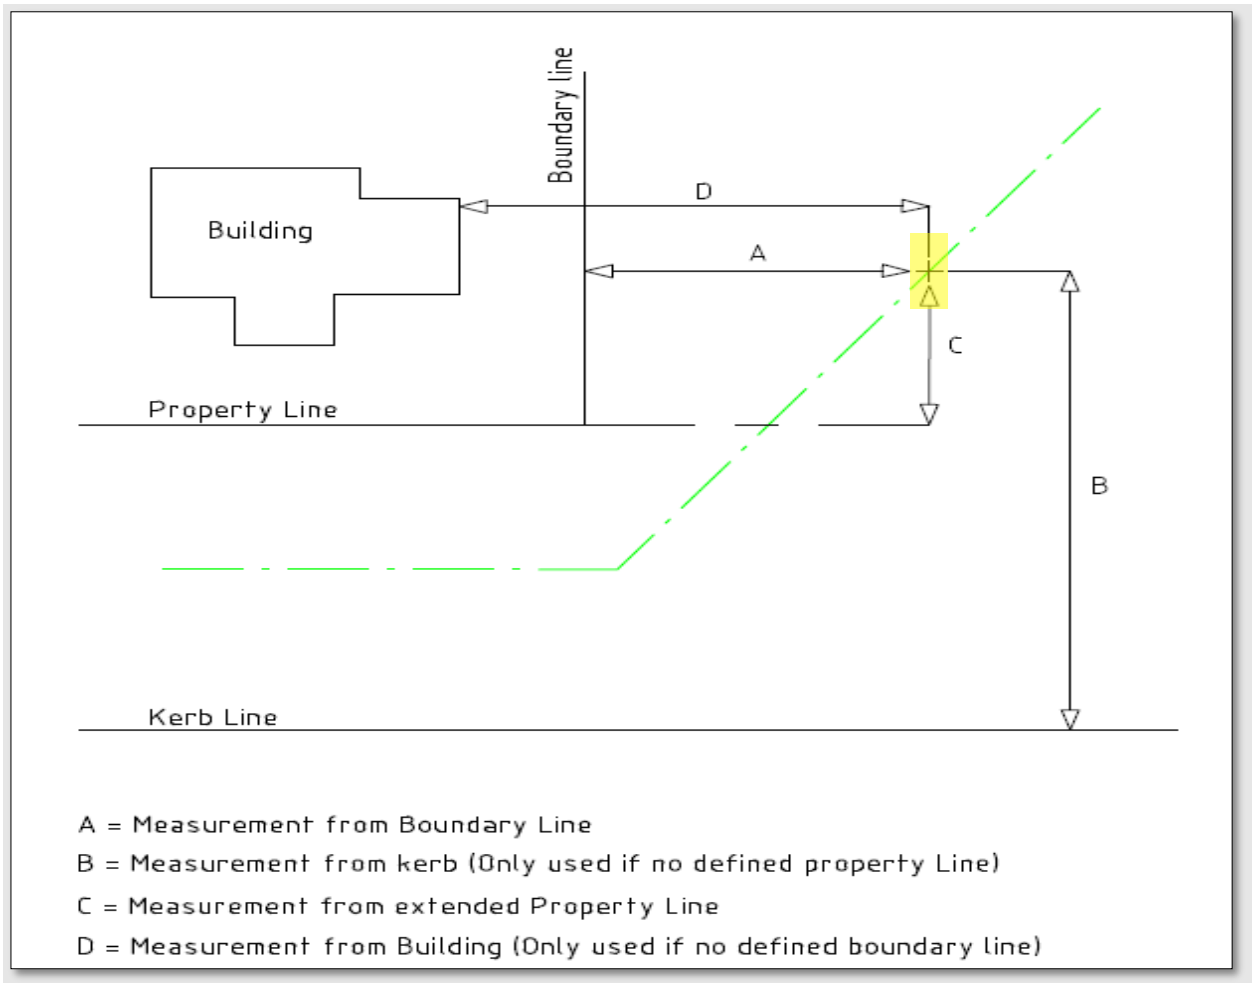 Boundary line
D
Building
A
C
Property Line
B
Kerb Line
A = Measurement from Boundary Line
B = Measurement from kerb (Only used if no defined property Line)
C = Measurement from extended Property Line
D = Measurement from Building (Only used if no defined boundary line)